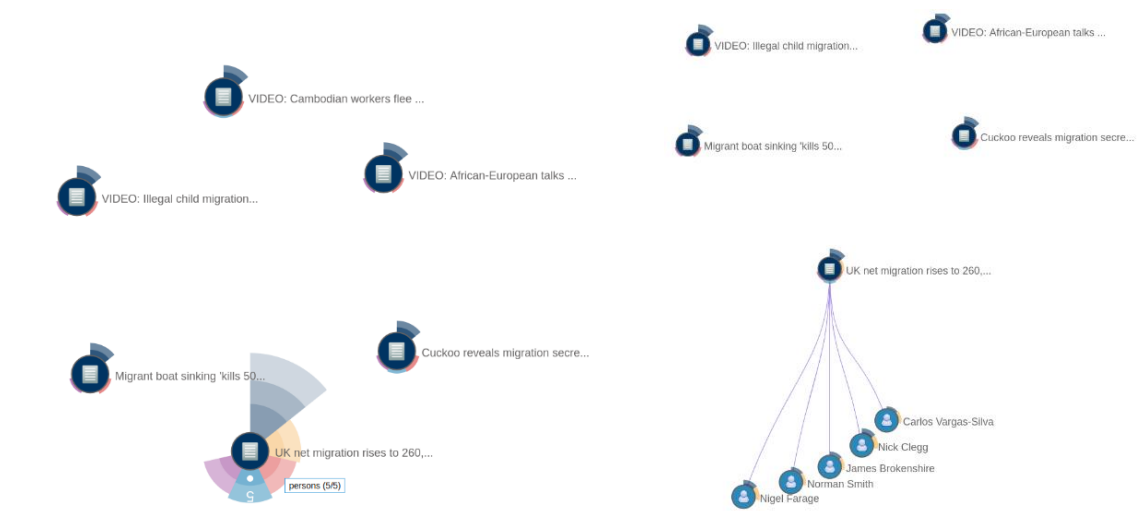 VIDEO: Cambodian workers flee ...
VIDEO: African-European talks ...
VIDEO: Illegal child migration...
Cuckoo reveals migration secre...
Migrant boat sinking 'kills 50...
UK net migration rises to 260,...
persons (5/5)
5
VIDEO: African-European talks ...
VIDEO: Illegal child migration...
Cuckoo reveals migration secre...
Migrant boat sinking 'kills 50...
UK net migration rises to 260,...
Carlos Vargas-Silva
Nick Clegg
James Brokenshire
Norman Smith
Nigel Farage